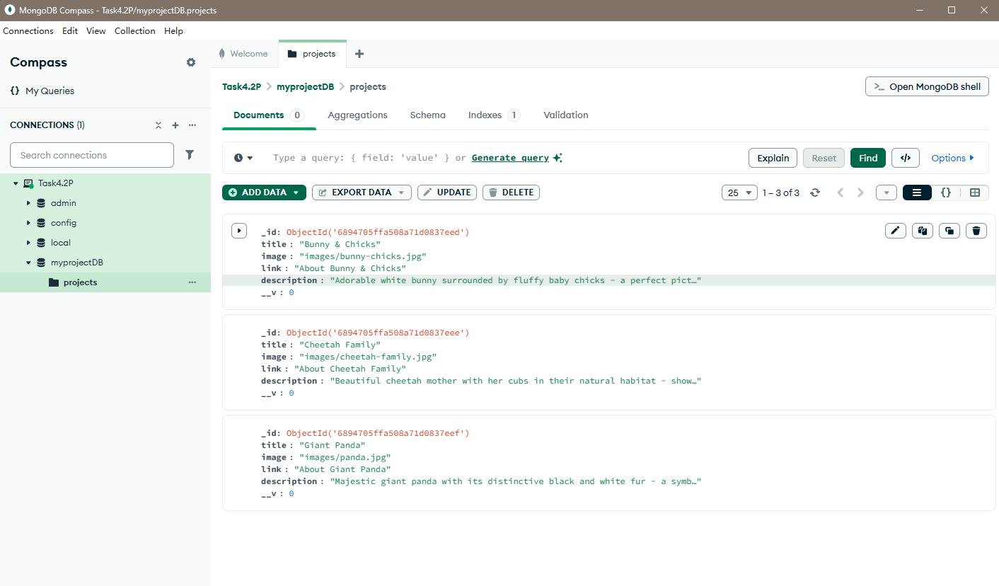 MongoDB Compass - Task4.2P/myprojectDB.projects
Connections Edit View Collection Help
Compass
My Queries
CONNECTIONS (1)
Search connections
Task4.2P
admin
config
local
myprojectDB
projects
Welcome
projects
Task4.2P > myprojectDB > projects
Open MongoDB shell
Documents 0 Aggregations Schema Indexes 1 Validation
Type a query: { field: 'value' } or Generate query
Explain Reset Find </> Options
ADD DATA EXPORT DATA UPDATE DELETE
25 1 – 3 of 3 {}
_id: ObjectId('6894705ffa508a71d0837eed')
title : "Bunny & Chicks"
image : "images/bunny-chicks.jpg"
link : "About Bunny & Chicks"
description : "Adorable white bunny surrounded by fluffy baby chicks - a perfect pict…"
__v : 0
_id: ObjectId('6894705ffa508a71d0837eee')
title : "Cheetah Family"
image : "images/cheetah-family.jpg"
link : "About Cheetah Family"
description : "Beautiful cheetah mother with her cubs in their natural habitat - show…"
__v : 0
_id: ObjectId('6894705ffa508a71d0837eef')
title : "Giant Panda"
image : "images/panda.jpg"
link : "About Giant Panda"
description : "Majestic giant panda with its distinctive black and white fur - a symb…"
__v : 0